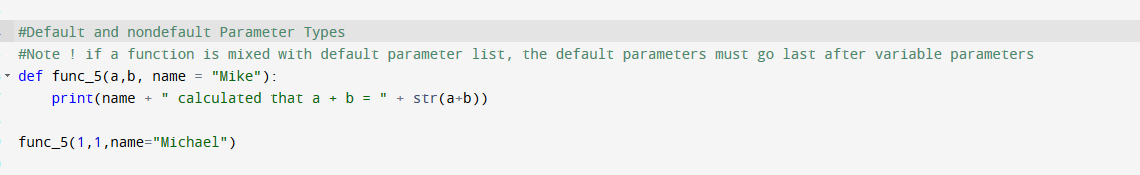 #Default and nondefault Parameter Types
#Note ! if a function is mixed with default parameter list, the default parameters must go last after variable parameters
def func_5(a,b, name = "Mike"):
    print(name + " calculated that a + b = " + str(a+b))
func_5(1,1,name="Michael")